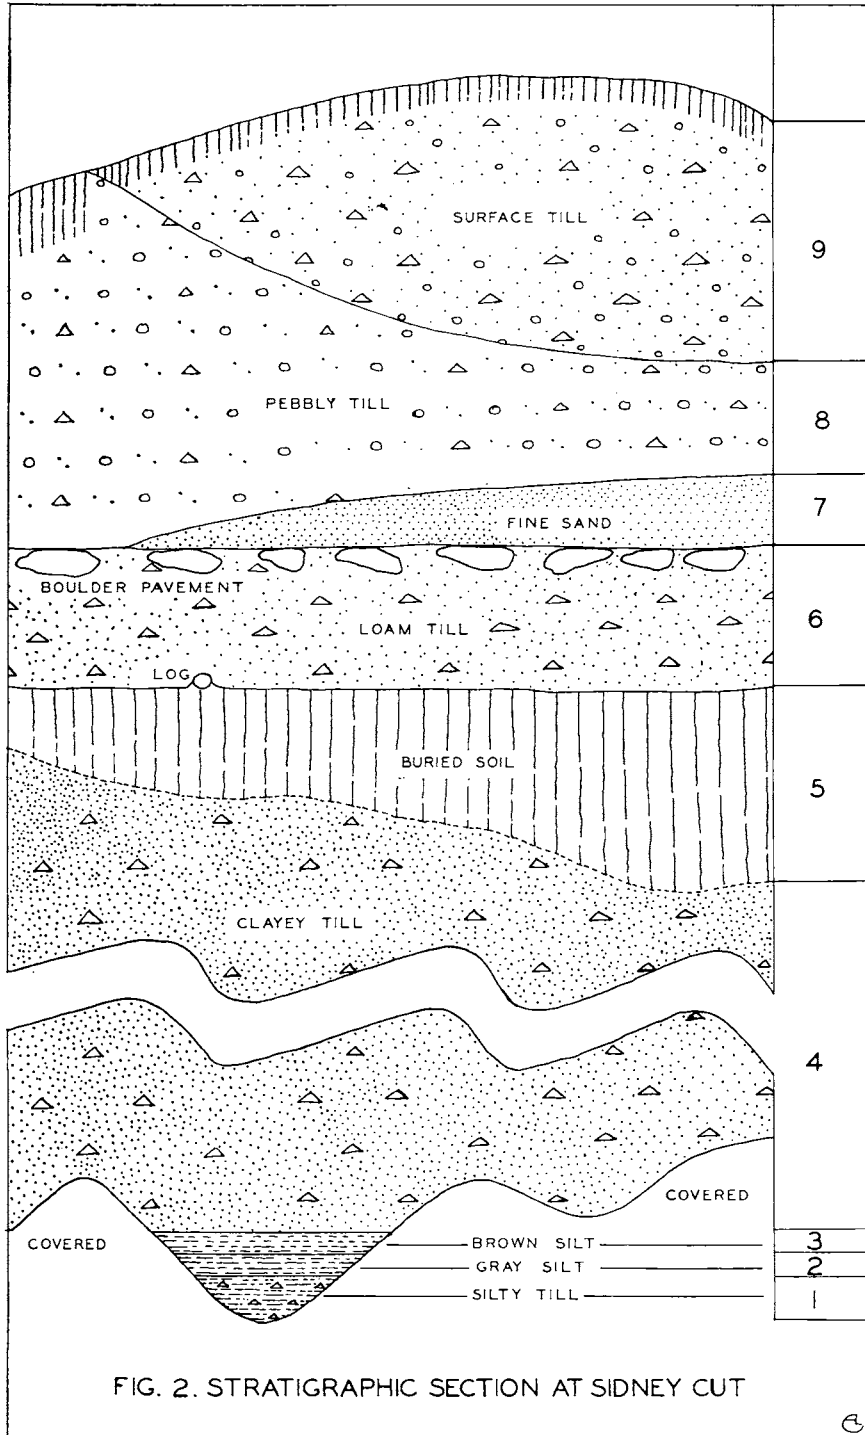 SURFACE TILL
9
PEBBLY TILL
8
7
FINE SAND
BOULDER PAVEMENT
6
LOAM TILL
LOG
BURIED SOIL
5
CLAYEY TILL
4
COVERED
COVERED
BROWN SILT
3
GRAY SILT
2
SILTY TILL
1
FIG. 2. STRATIGRAPHIC SECTION AT SIDNEY CUT